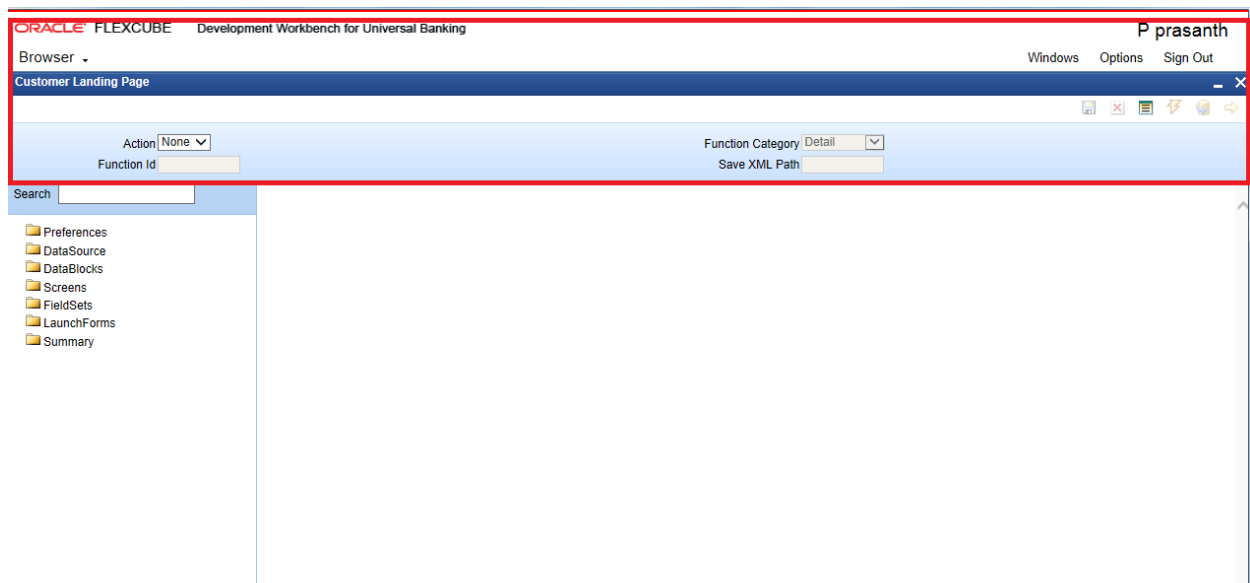 ORACLE FLEXCUBE Development Workbench for Universal Banking P prasanth
Browser Windows Options Sign Out
Customer Landing Page
Action None Function Category Detail
Function Id Save XML Path
Search
Preferences
DataSource
DataBlocks
Screens
FieldSets
LaunchForms
Summary